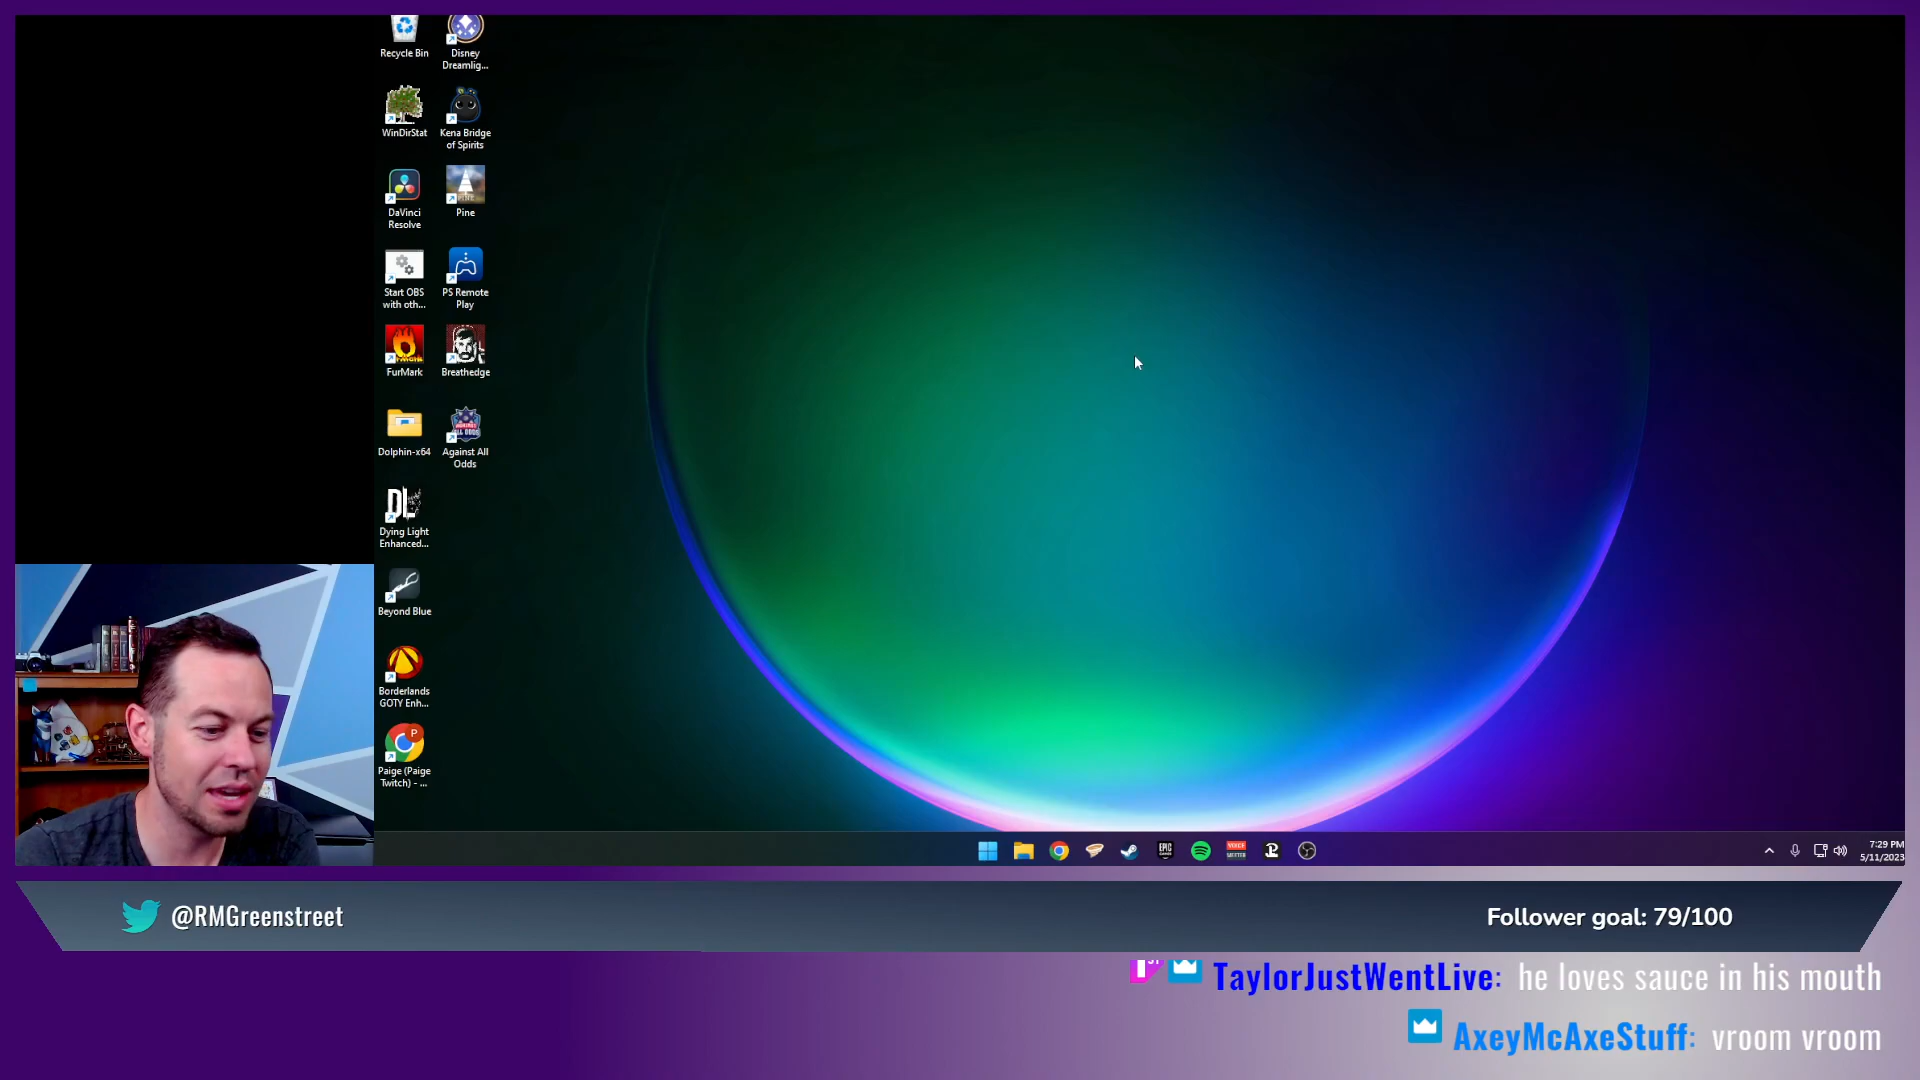 Recycle Bin
Disney
Dreamlig...
WinDirStat
Kena Bridge
of Spirits
DaVinci
Resolve
Pine
Start OBS
with oth...
PS Remote
Play
FurMark
Breathedge
Dolphin-x64
Against All
Odds
DL
Dying Light
Enhanced...
Beyond Blue
Borderlands
GOTY Enh...
P
Paige (Paige
Twitch) - ...
EPIC
GAMES
7:29 PM
5/11/2023
@RMGreenstreet
Follower goal: 79/100
TaylorJustWentLive: he loves sauce in his mouth
AxeyMcAxeStuff: vroom vroom